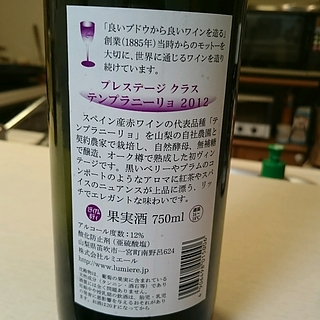 「良いブドウから良いワインを造る」
創業（1885年）当時からのモットーを
大切に、世界に通じるワインを造り
続けています。
プレステージ クラス
テンプラニーリョ 2012
スペイン産赤ワインの代表品種「テ
ンプラニーリョ」を山梨の自社農園と
契約農家で栽培し、自然酵母、無補糖
で醸造、オーク樽で熟成した初ヴィン
テージです。黒いベリーやプラムのコ
ンポートのようなアロマに紅茶やスパ
イスのニュアンスが上品に漂う、リッ
チでエレガントな味わいです。
果実酒 750ml
アルコール度数：12%
酸化防止剤（亜硫酸塩）
山梨県笛吹市一宮町南野呂624
株式会社ルミエール
http://www.lumiere.jp